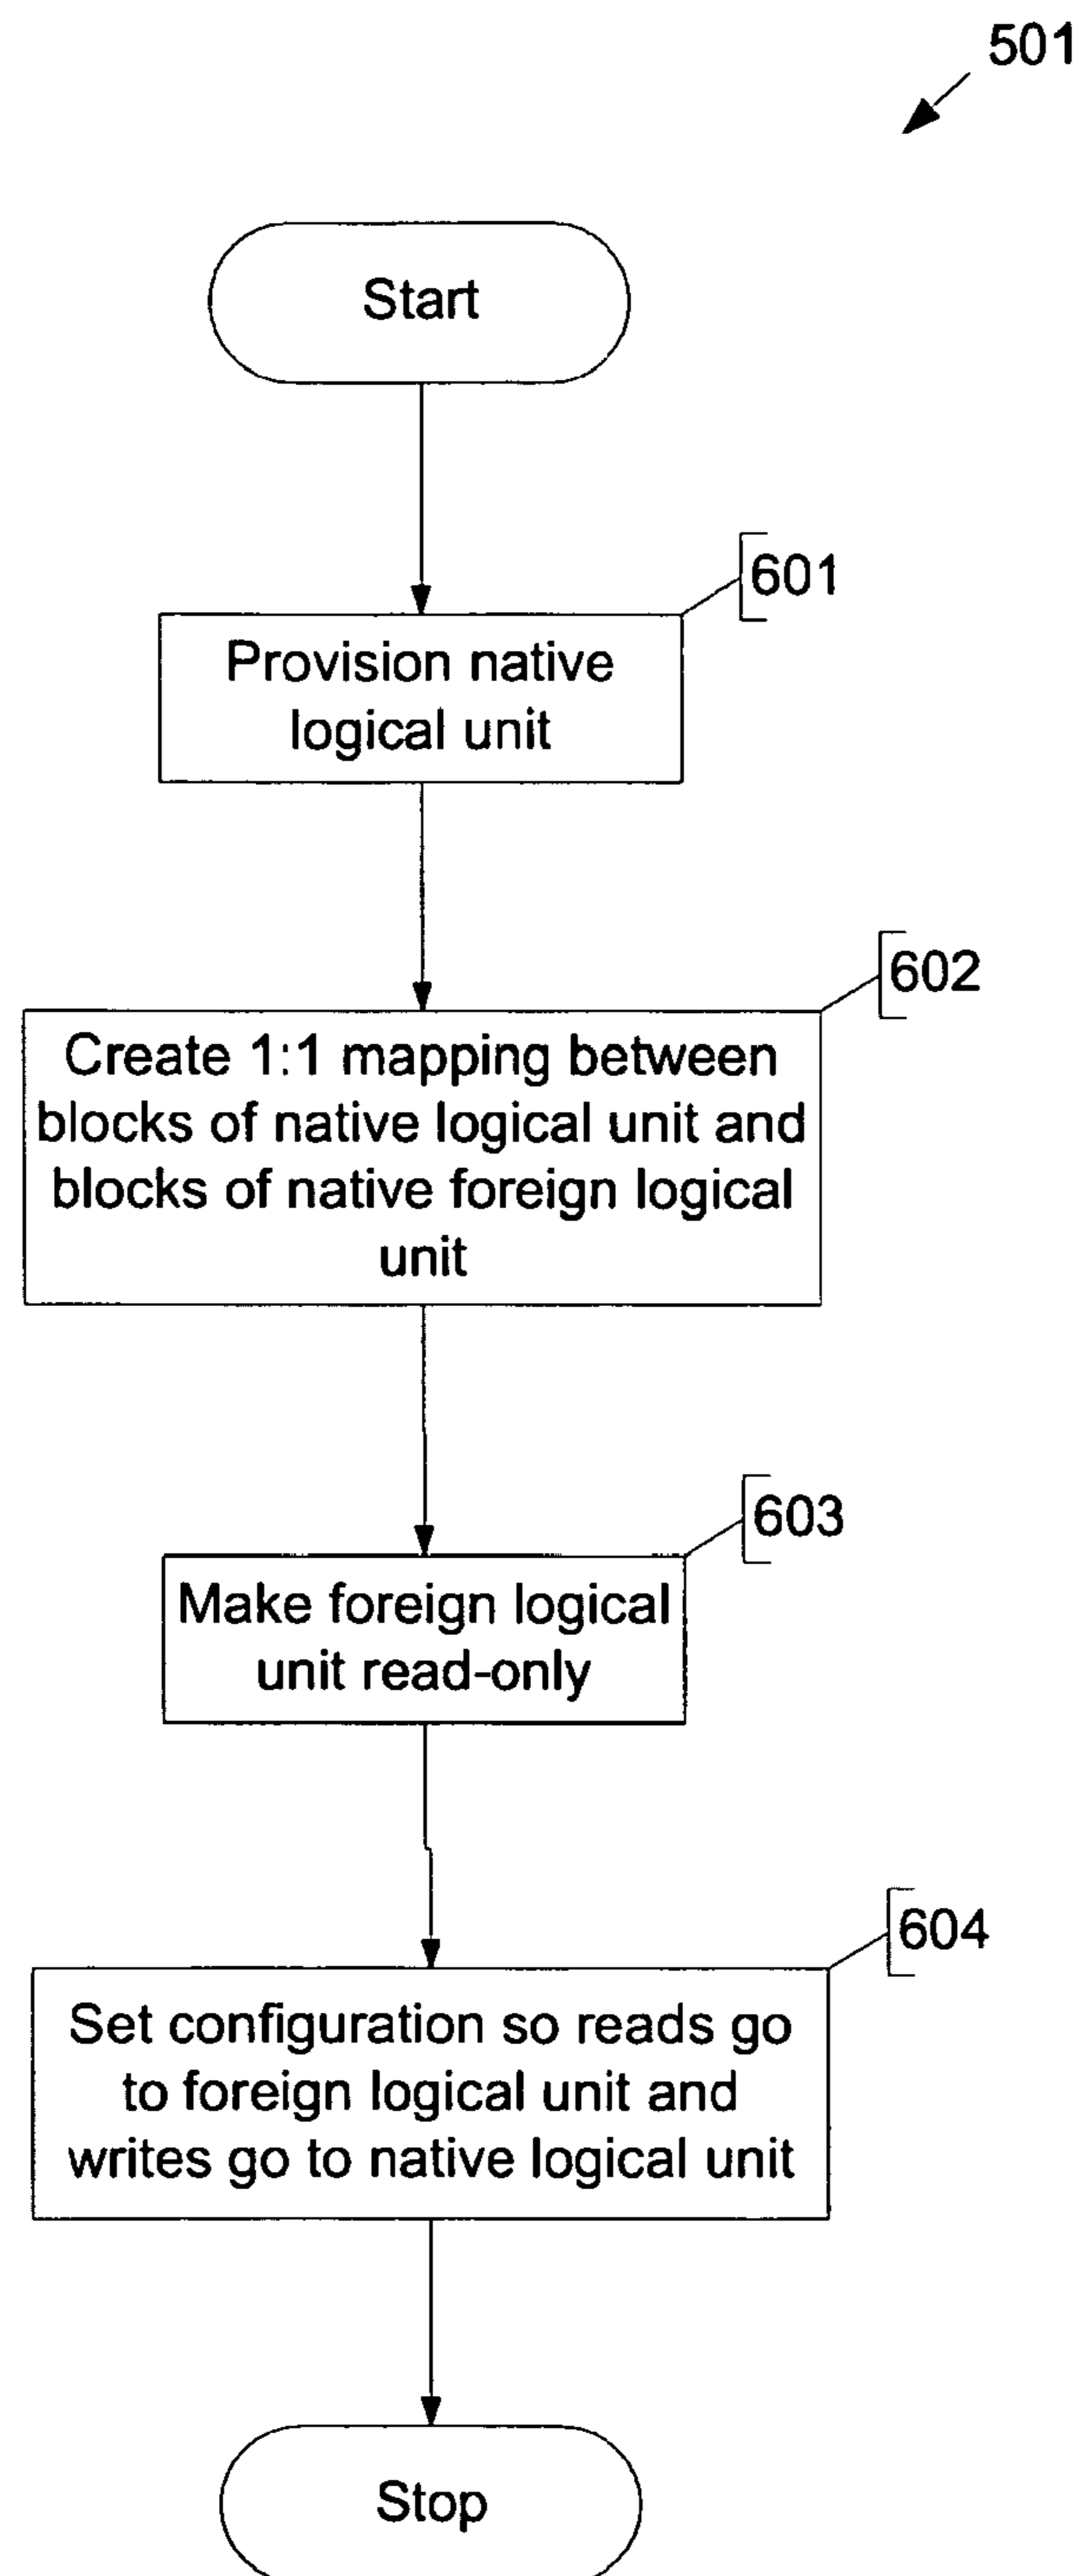 501
Start
601
Provision native
logical unit
602
Create 1:1 mapping between
blocks of native logical unit and
blocks of native foreign logical
unit
603
Make foreign logical
unit read-only
604
Set configuration so reads go
to foreign logical unit and
writes go to native logical unit
Stop